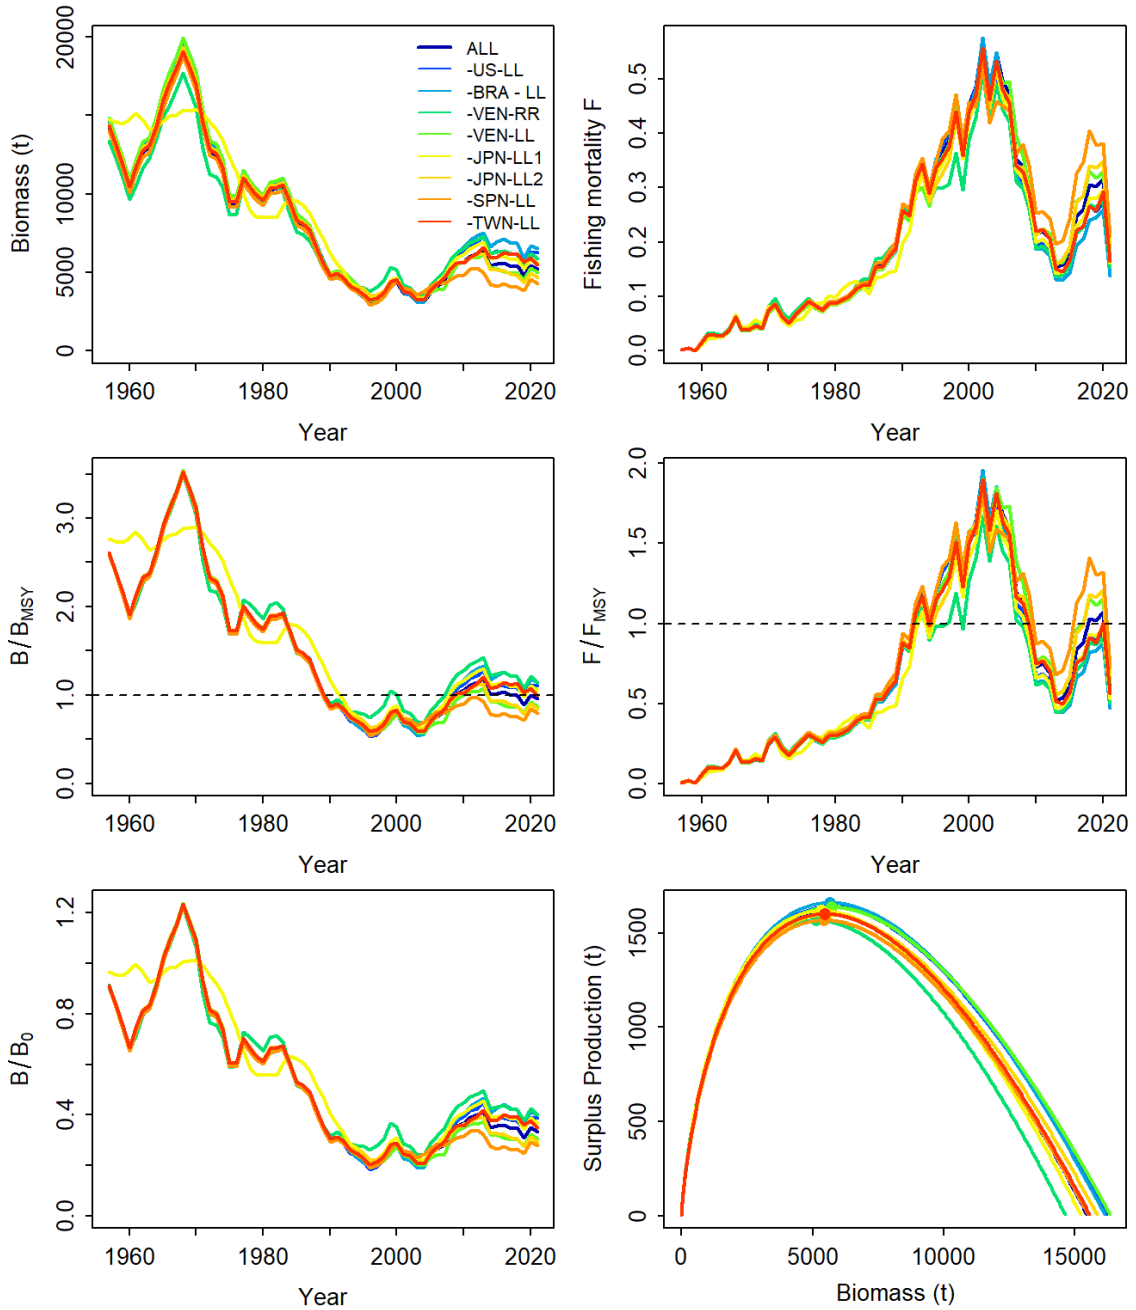 Biomass (t)
0
5000
10000
20000
1960
1980
2000
2020
Year
ALL
-US-LL
-BRA - LL
-VEN-RR
-VEN-LL
-JPN-LL1
-JPN-LL2
-SPN-LL
-TWN-LL
Fishing mortality F
0.0
0.1
0.2
0.3
0.4
0.5
1960
1980
2000
2020
Year
B/BMSY
0.0
1.0
2.0
3.0
1960
1980
2000
2020
Year
F/FMSY
0.0
0.5
1.0
1.5
2.0
1960
1980
2000
2020
Year
B/B0
0.0
0.4
0.8
1.2
1960
1980
2000
2020
Year
Surplus Production (t)
0
500
1000
1500
0
5000
10000
15000
Biomass (t)